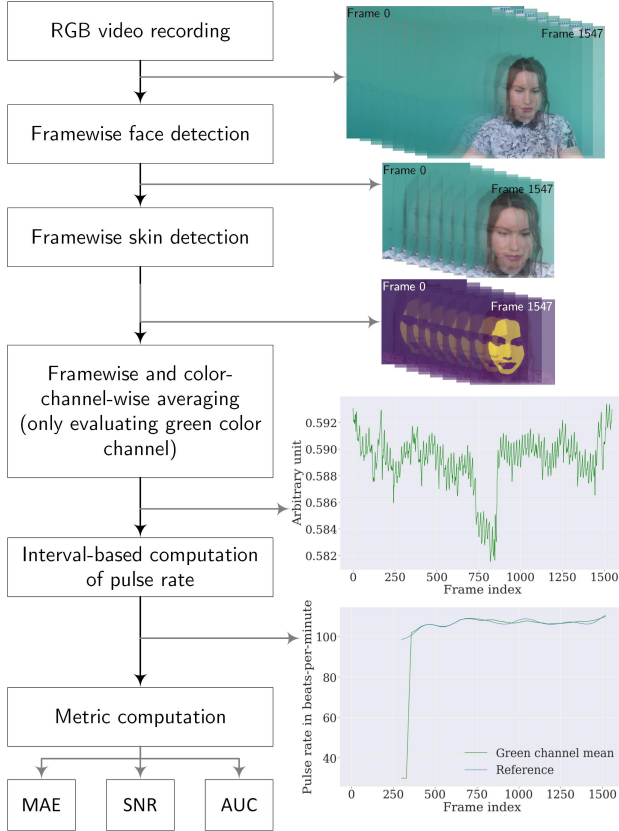 RGB video recording
Frame 0
Frame 1547
Framewise face detection
Frame 0
Frame 1547
Framewise skin detection
Frame 0
Frame 1547
Framewise and color-
channel-wise averaging
(only evaluating green color
channel)
Arbitrary unit
0.592
0.590
0.588
0.586
0.584
0.582
0 250 500 750 1000 1250 1500
Frame index
Interval-based computation
of pulse rate
Pulse rate in beats-per-minute
100
80
60
40
Green channel mean
Reference
0 250 500 750 1000 1250 1500
Frame index
Metric computation
MAE
SNR
AUC